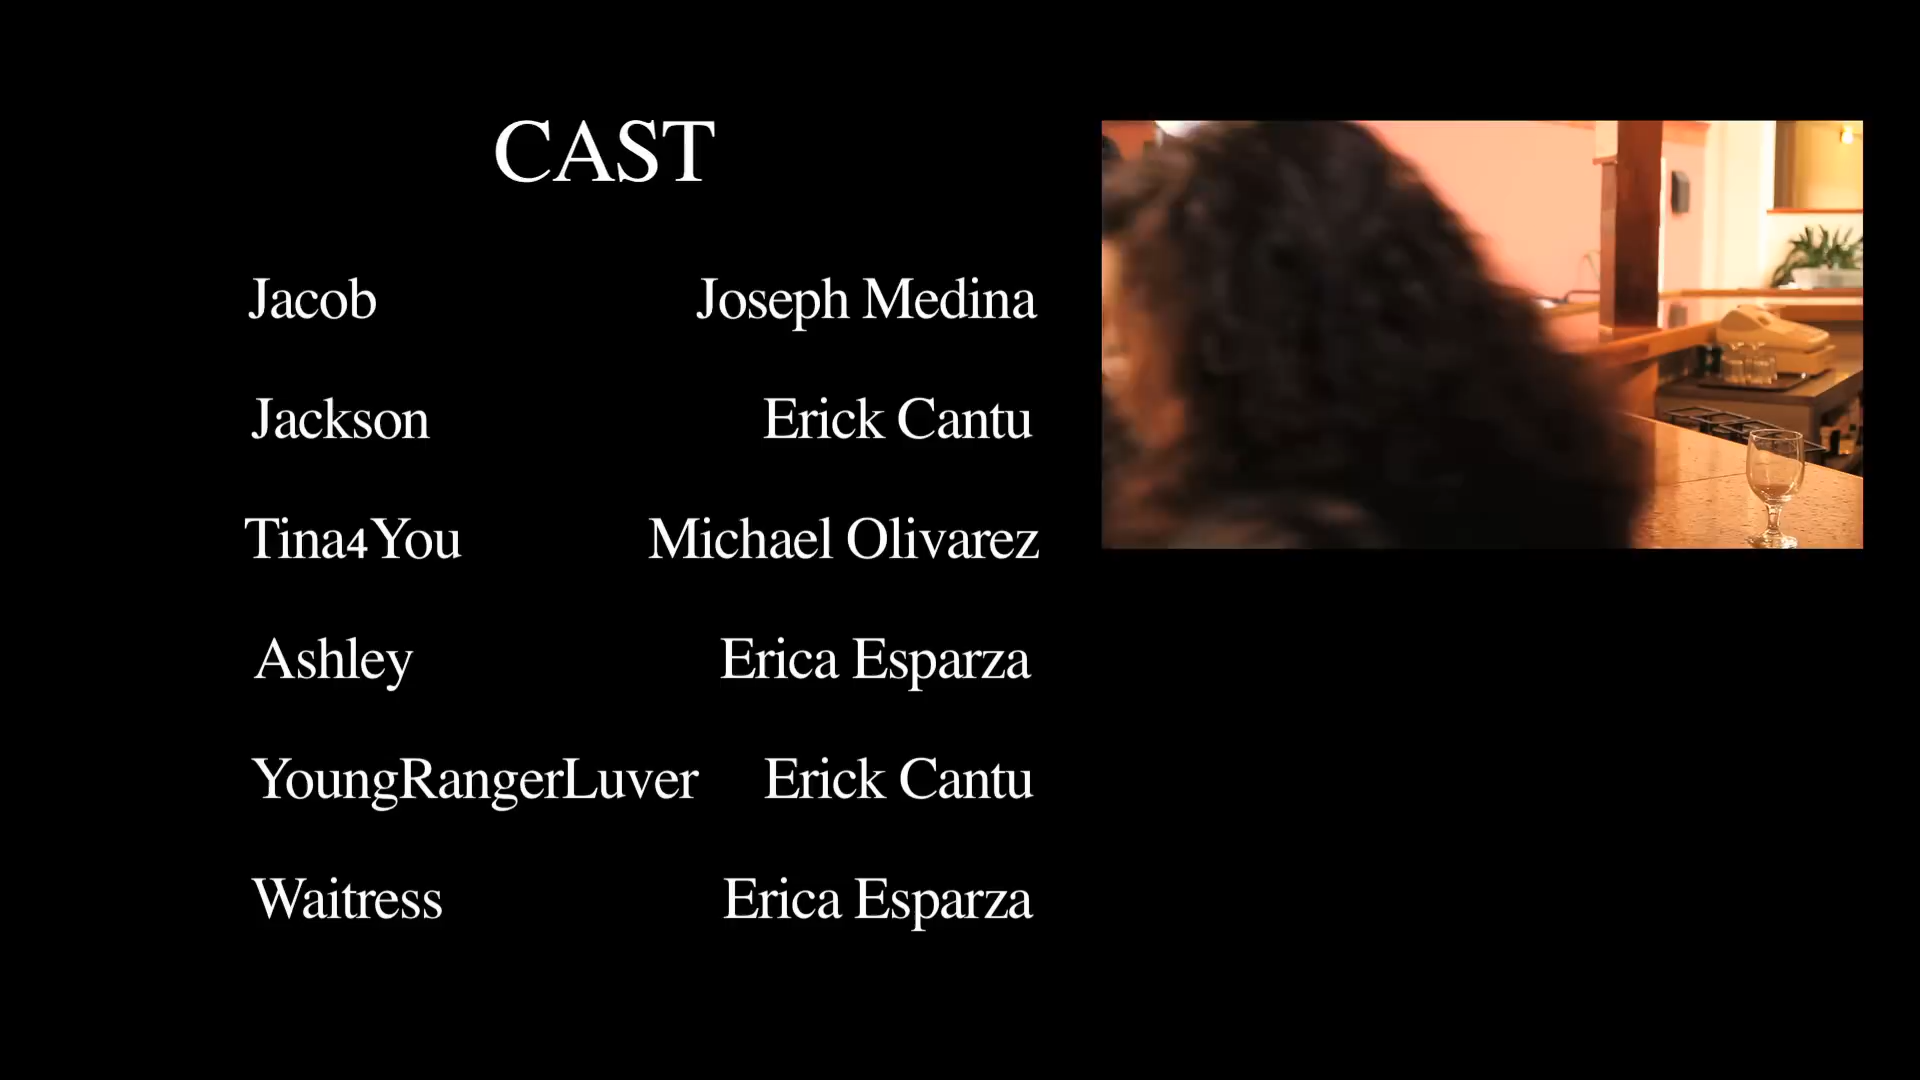 CAST
Jacob Joseph Medina
Jackson Erick Cantu
Tina4You Michael Olivarez
Ashley Erica Esparza
YoungRangerLuver Erick Cantu
Waitress Erica Esparza